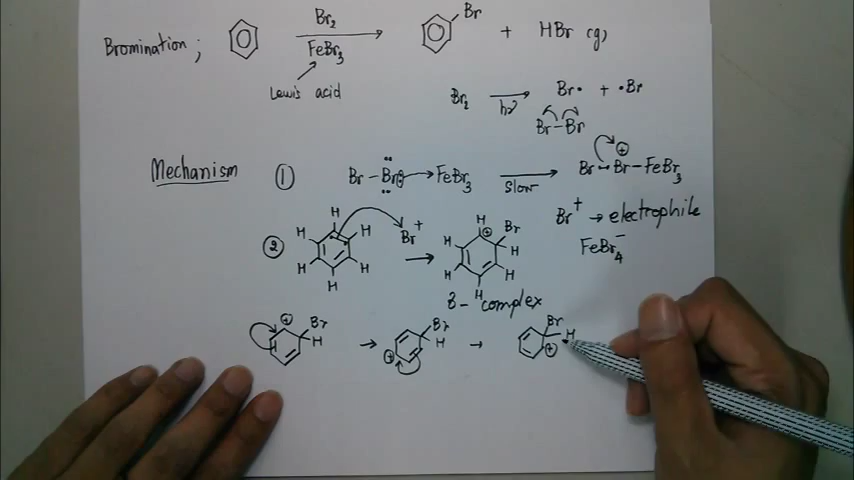 Bromination ; Br2 FeBr3 Br + HBr (g)
Lewis acid
Br2 hν Br• + •Br
Br-Br
Mechanism ① Br-Br: → FeBr3 slow Br-Br⊕-FeBr3
Br+ → electrophile
FeBr4-
② H H H H H H Br+ → H ⊕ Br H H H H H
σ-complex
⊕ Br H → Br H ⊕ → Br H ⊕